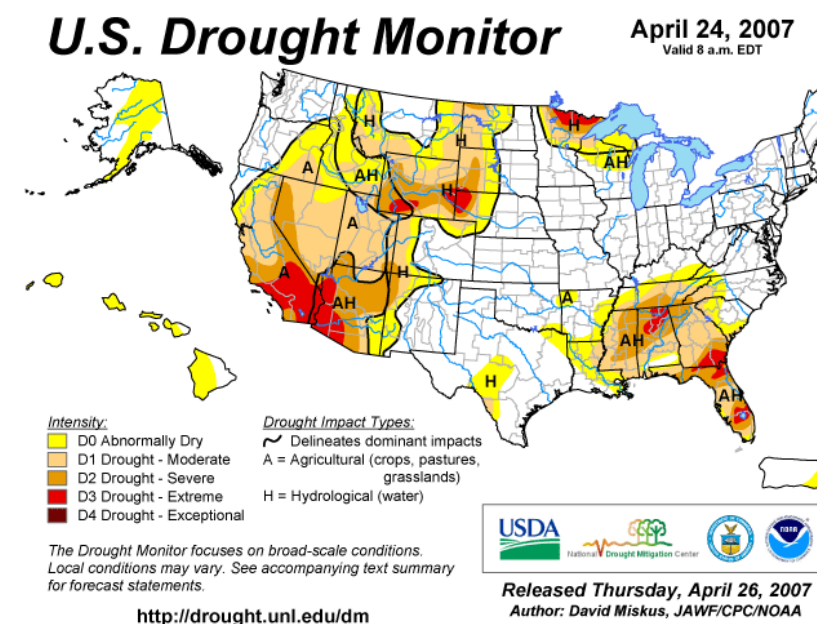 U.S. Drought Monitor
April 24, 2007
Valid 8 a.m. EDT
H
H
H
A
AH
H
AH
A
A
AH
H
A
AH
H
AH
Intensity:
D0 Abnormally Dry
D1 Drought - Moderate
D2 Drought - Severe
D3 Drought - Extreme
D4 Drought - Exceptional
Drought Impact Types:
Delineates dominant impacts
A = Agricultural (crops, pastures,
grasslands)
H = Hydrological (water)
The Drought Monitor focuses on broad-scale conditions.
Local conditions may vary. See accompanying text summary
for forecast statements.
http://drought.unl.edu/dm
USDA
National Drought Mitigation Center
NOAA
Released Thursday, April 26, 2007
Author: David Miskus, JAWF/CPC/NOAA